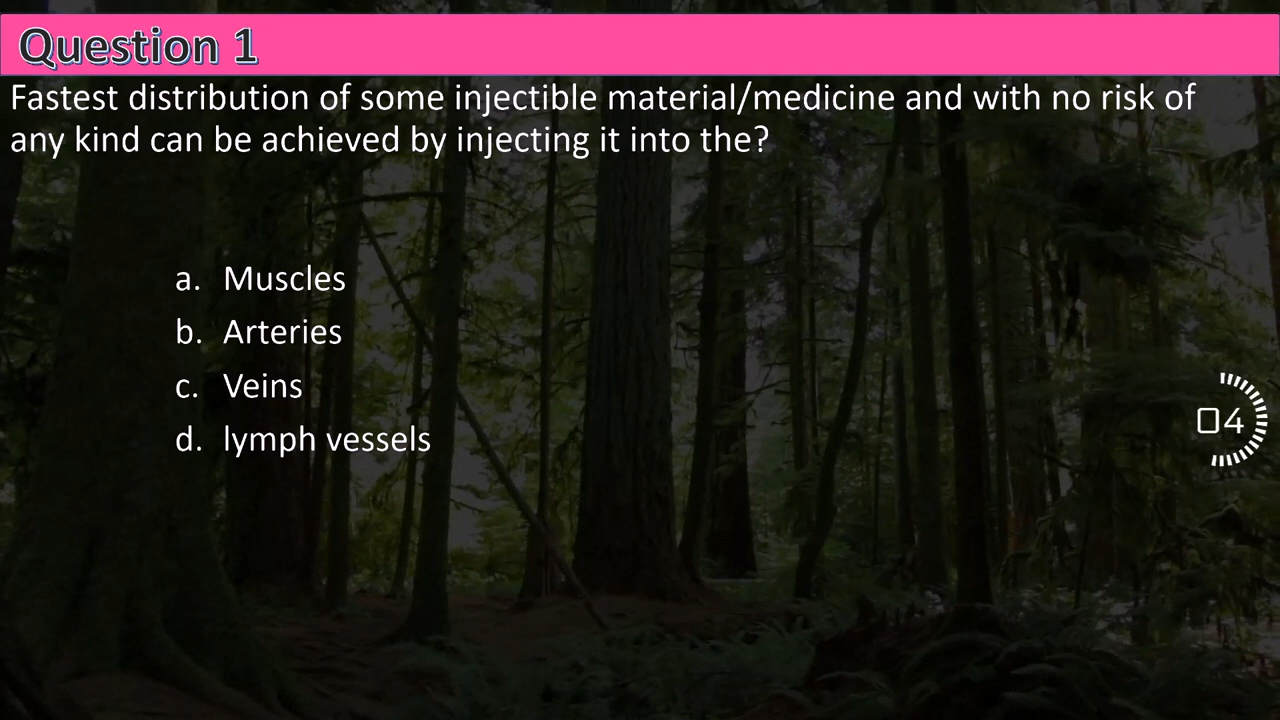 Question 1
Fastest distribution of some injectible material/medicine and with no risk of
any kind can be achieved by injecting it into the?
a. Muscles
b. Arteries
c. Veins
d. lymph vessels
04